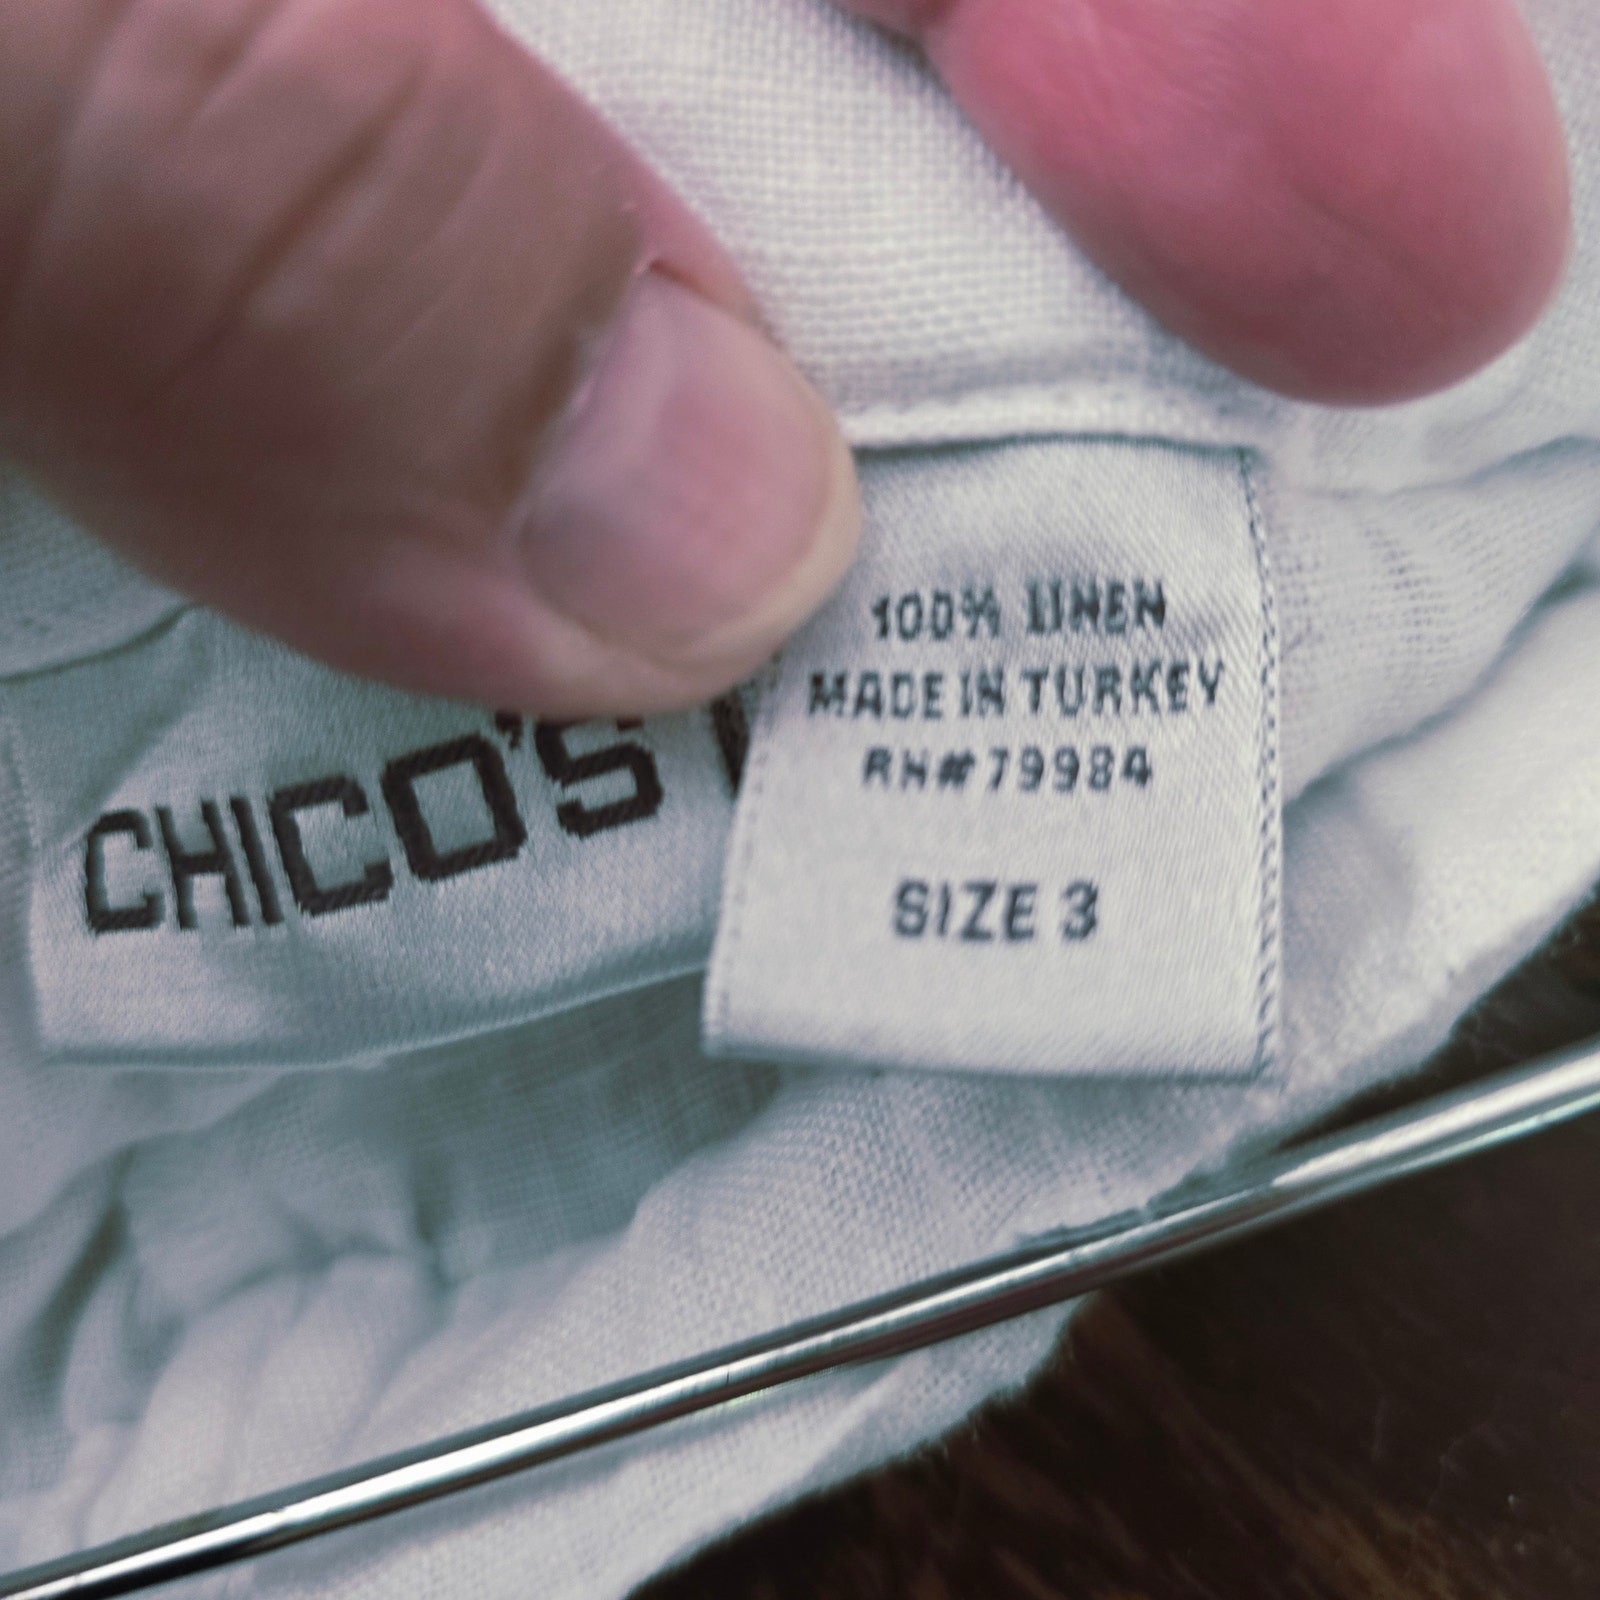 CHICO'S
100% LINEN
MADE IN TURKEY
RN#79984
SIZE 3